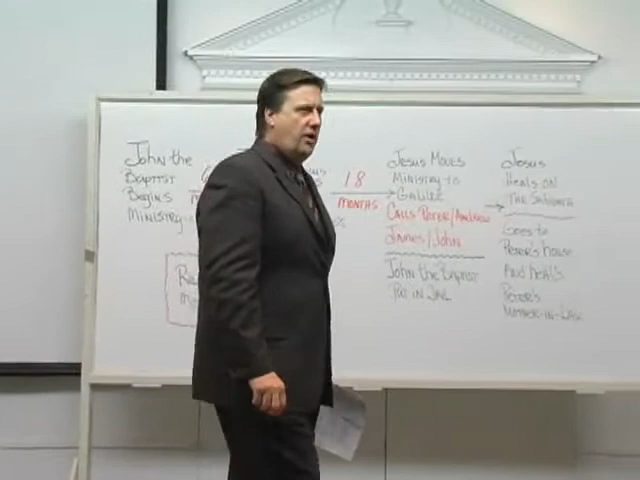 John the
Baptist
Begins
Ministry
18
MONTHS
Jesus Moves
Ministry to
Galilee
Calls Peter/Andrew
James/John
John the Baptist
Put in Jail
Jesus
Heals on
The Sabbath
Goes to
Peter's house
And Heals
Peter's
Mother-in-Law